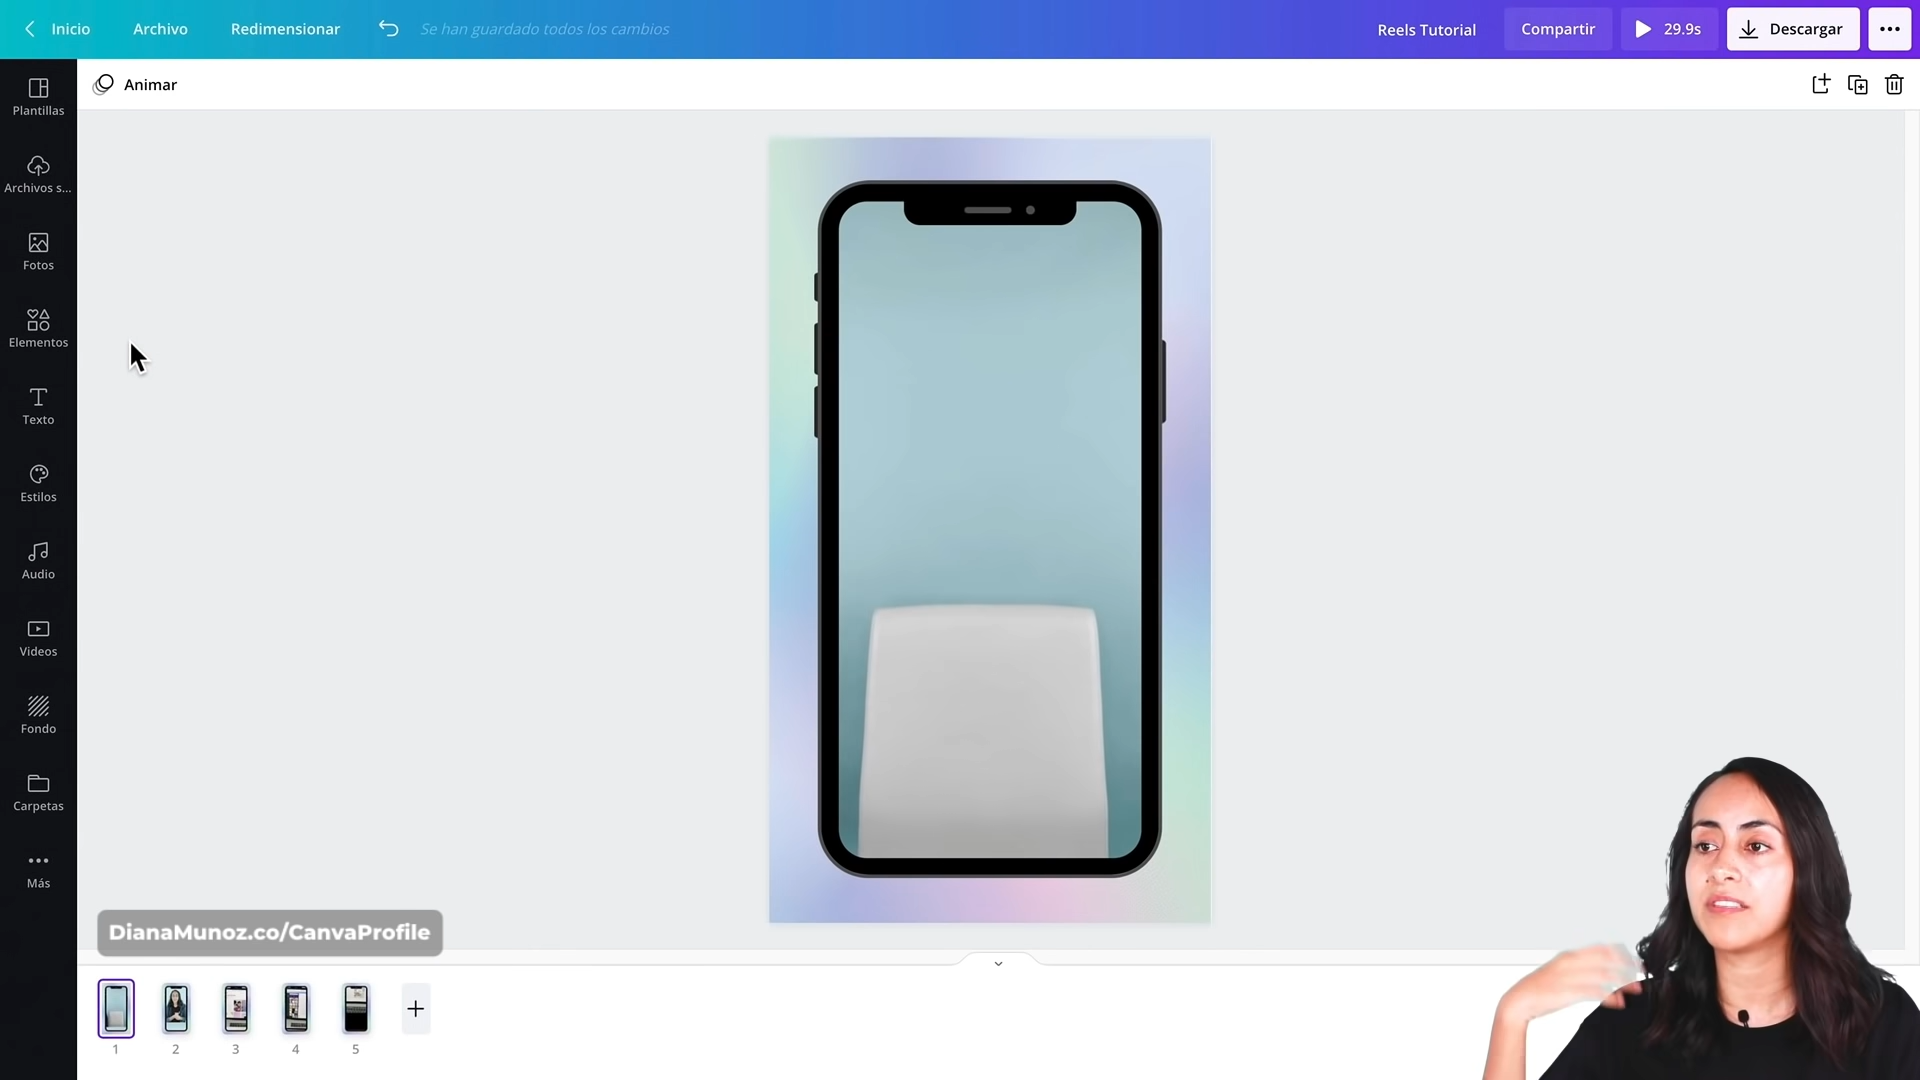 Inicio
Archivo
Redimensionar
Se han guardado todos los cambios
Reels Tutorial
Compartir
29.9s
Descargar
Animar
Plantillas
Archivos s...
Fotos
Elementos
Texto
Estilos
Audio
Videos
Fondo
Carpetas
Más
DianaMunoz.co/CanvaProfile
1
2
3
4
5